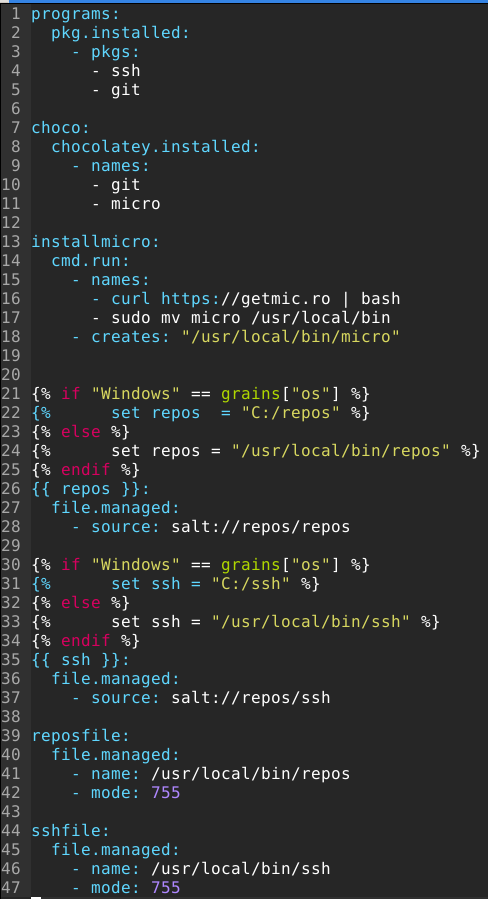 1 programs:
2   pkg.installed:
3     - pkgs:
4       - ssh
5       - git
6
7 choco:
8   chocolatey.installed:
9     - names:
10       - git
11       - micro
12
13 installmicro:
14   cmd.run:
15     - names:
16       - curl https://getmic.ro | bash
17       - sudo mv micro /usr/local/bin
18     - creates: "/usr/local/bin/micro"
19
20
21 {% if "Windows" == grains["os"] %}
22 {%      set repos  = "C:/repos" %}
23 {% else %}
24 {%      set repos = "/usr/local/bin/repos" %}
25 {% endif %}
26 {{ repos }}:
27   file.managed:
28     - source: salt://repos/repos
29
30 {% if "Windows" == grains["os"] %}
31 {%      set ssh = "C:/ssh" %}
32 {% else %}
33 {%      set ssh = "/usr/local/bin/ssh" %}
34 {% endif %}
35 {{ ssh }}:
36   file.managed:
37     - source: salt://repos/ssh
38
39 reposfile:
40   file.managed:
41     - name: /usr/local/bin/repos
42     - mode: 755
43
44 sshfile:
45   file.managed:
46     - name: /usr/local/bin/ssh
47     - mode: 755